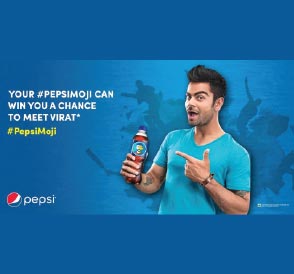 YOUR #PEPSIMOJI CAN
WIN YOU A CHANCE
TO MEET VIRAT*
#PepsiMoji
pepsi